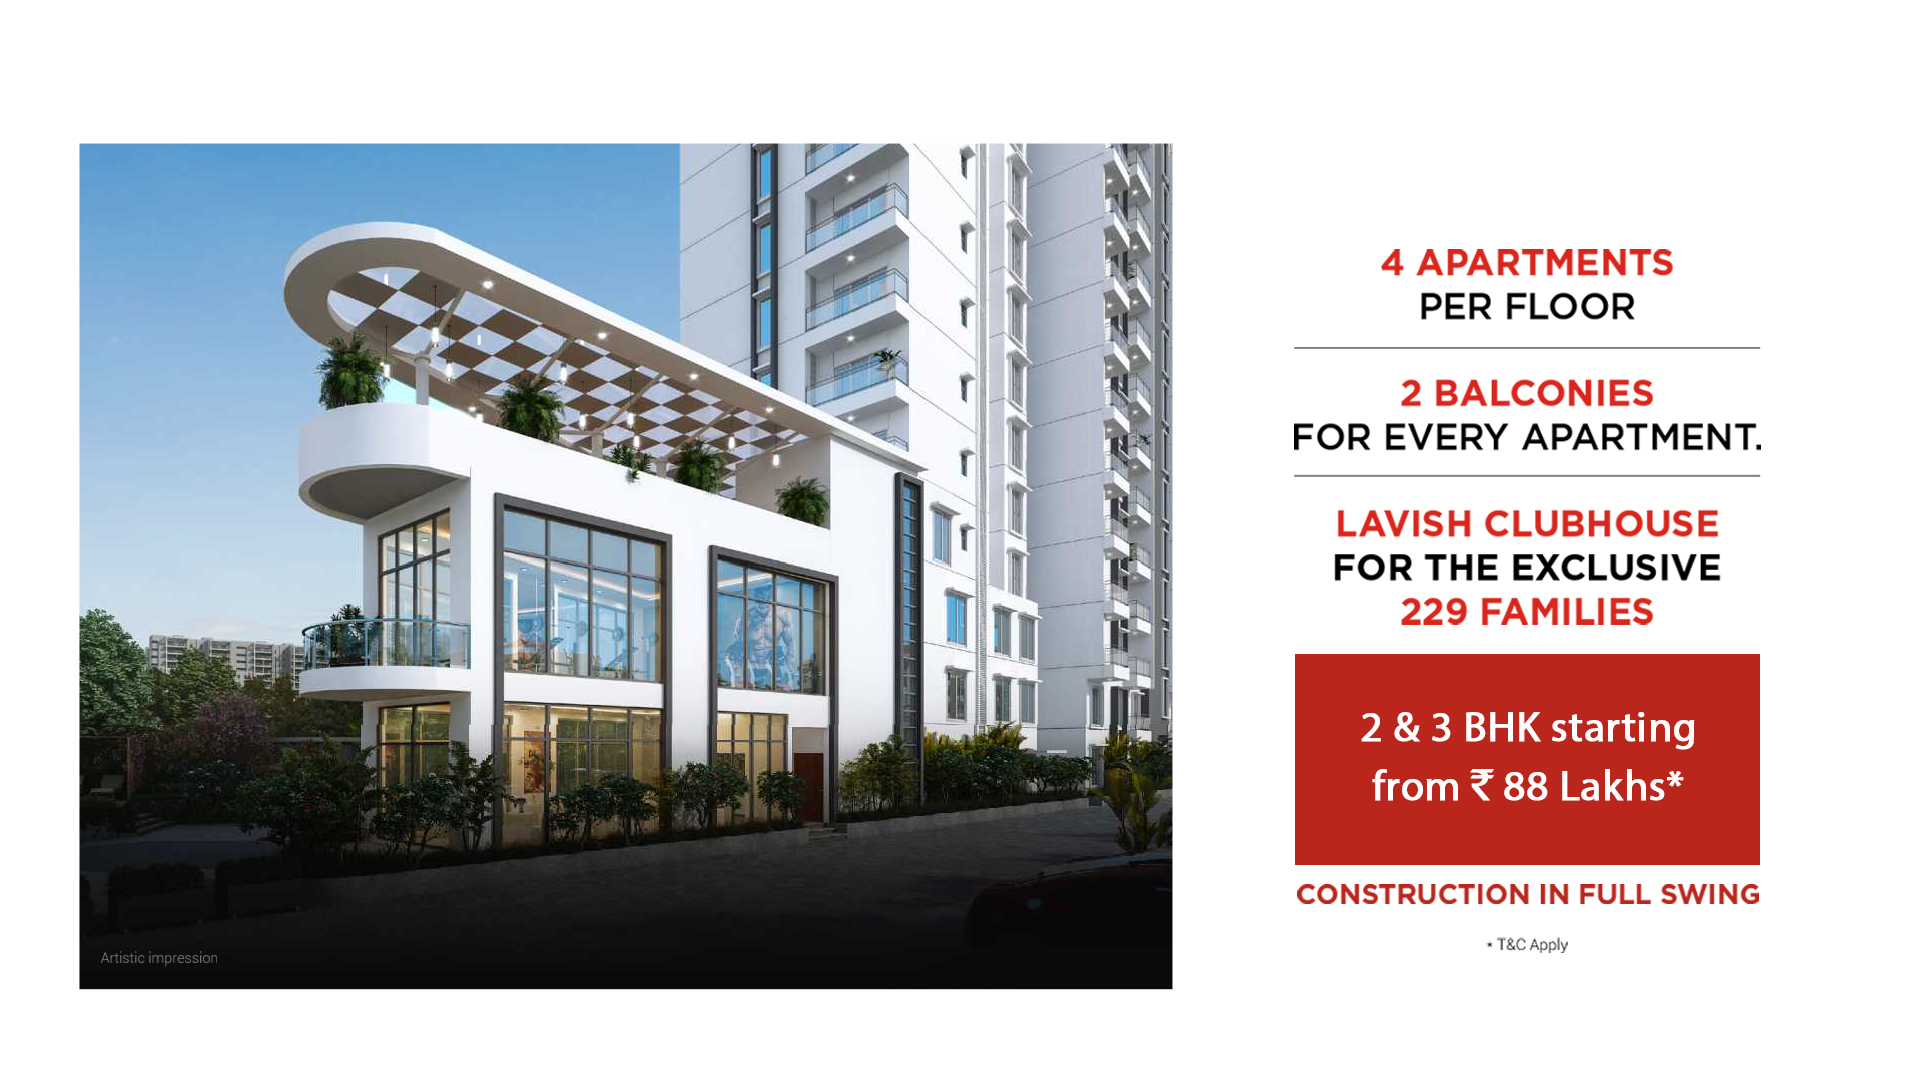 4 APARTMENTS
PER FLOOR
2 BALCONIES
FOR EVERY APARTMENT.
LAVISH CLUBHOUSE
FOR THE EXCLUSIVE
229 FAMILIES
2 & 3 BHK starting
from ₹ 88 Lakhs*
CONSTRUCTION IN FULL SWING
* T&C Apply
Artistic impression